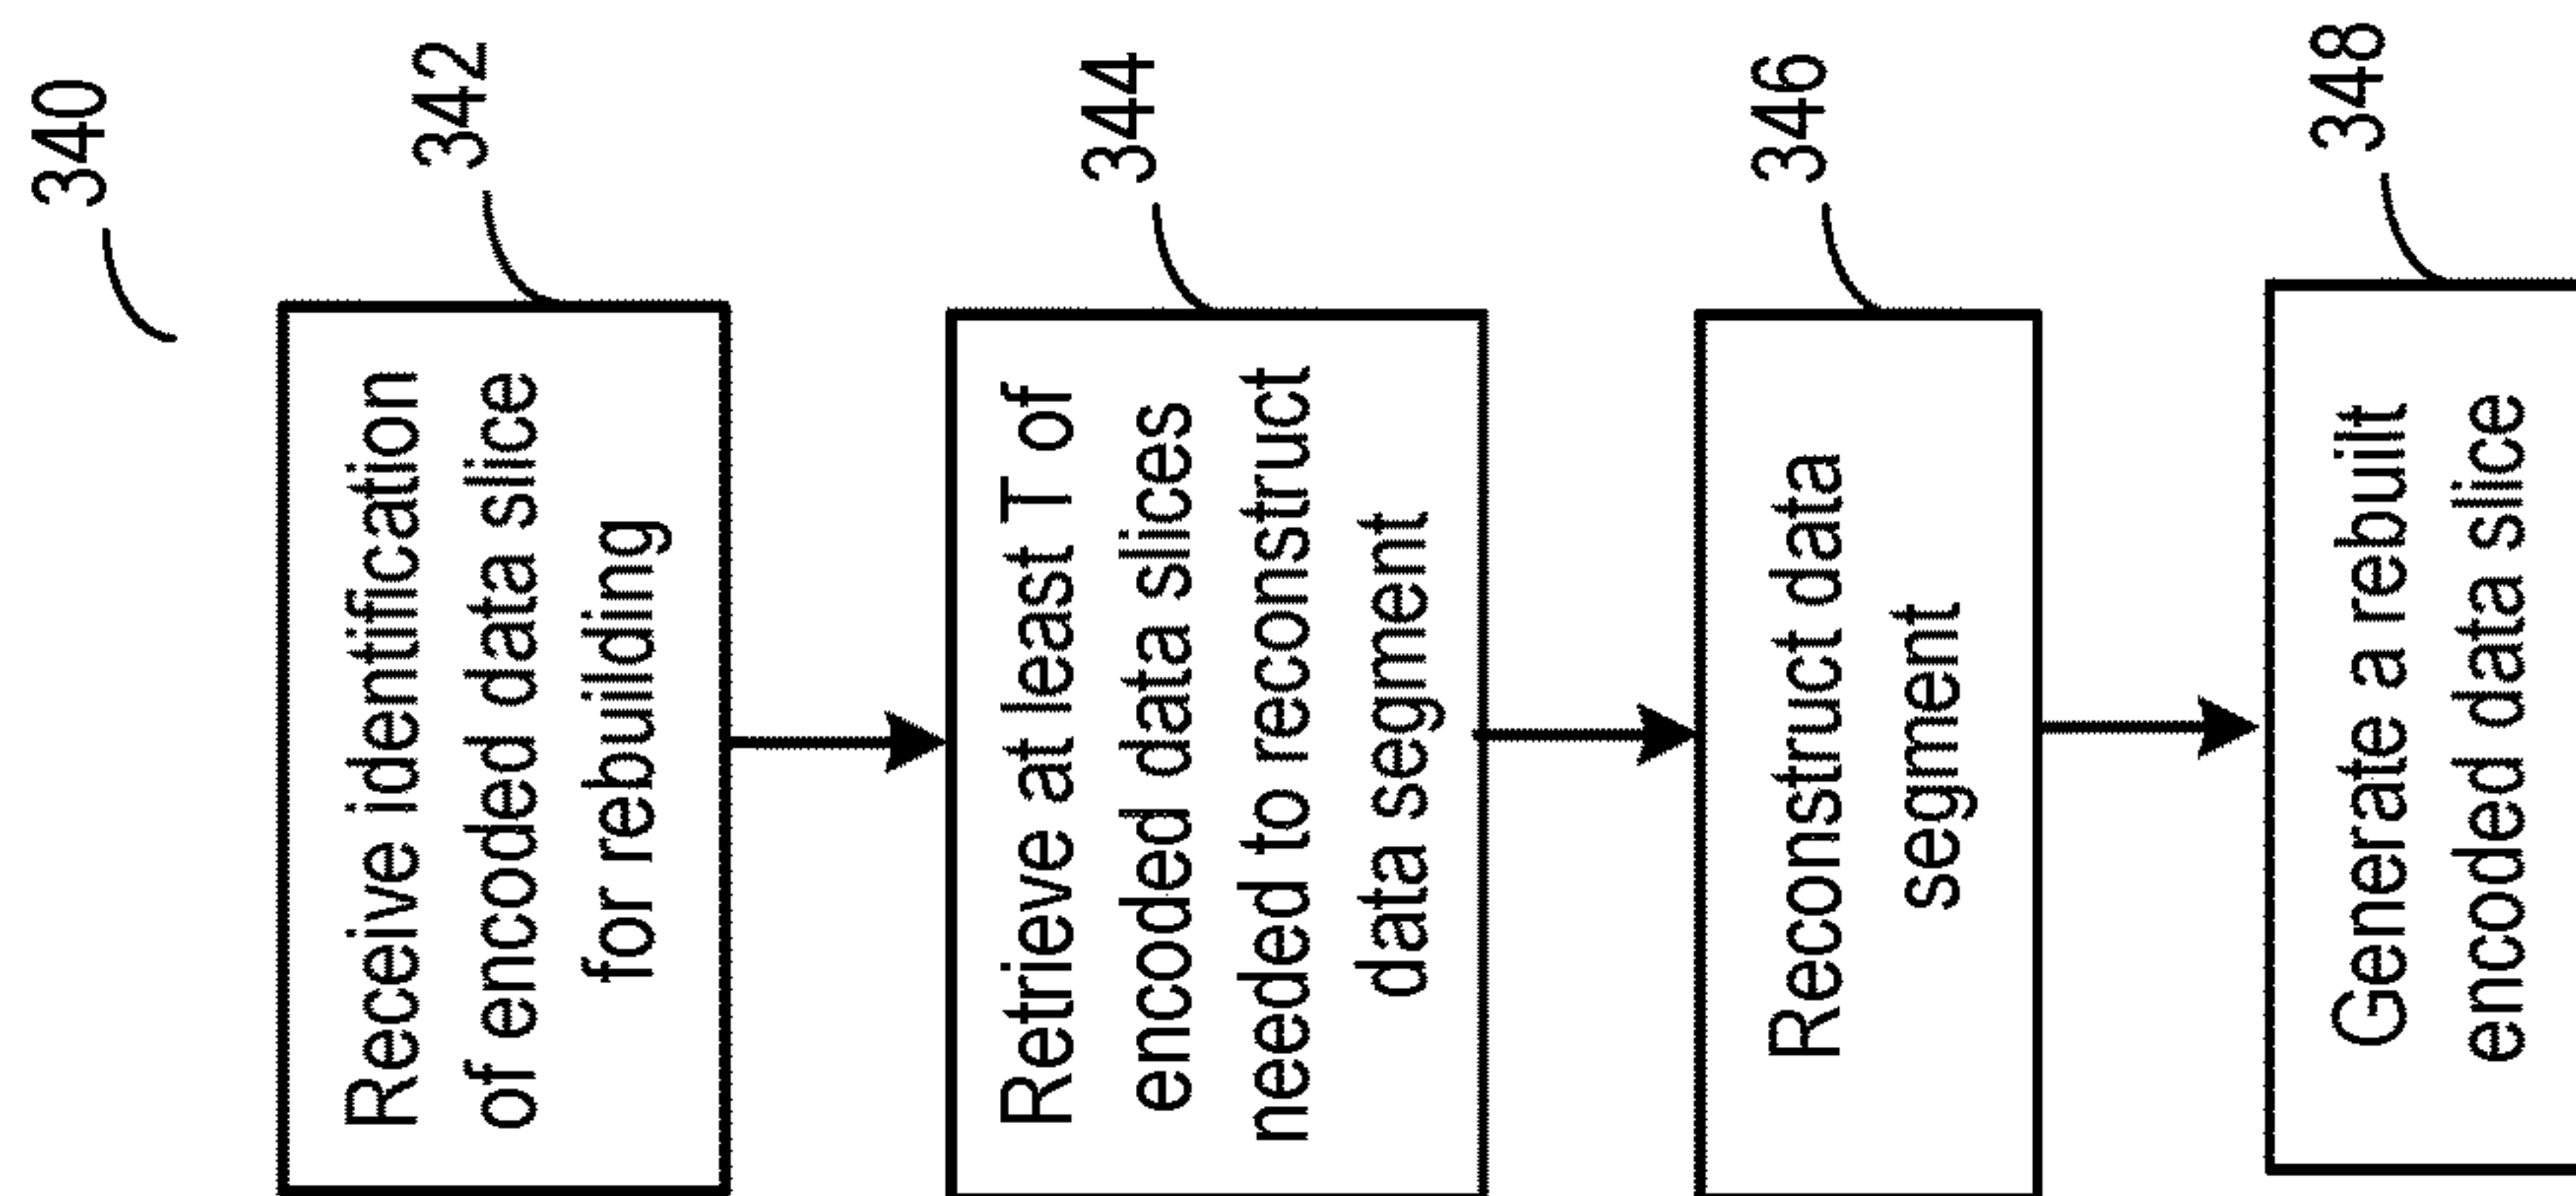 340
342
Receive identification
of encoded data slice
for rebuilding
344
Retrieve at least T of
encoded data slices
needed to reconstruct
data segment
346
Reconstruct data
segment
348
Generate a rebuilt
encoded data slice